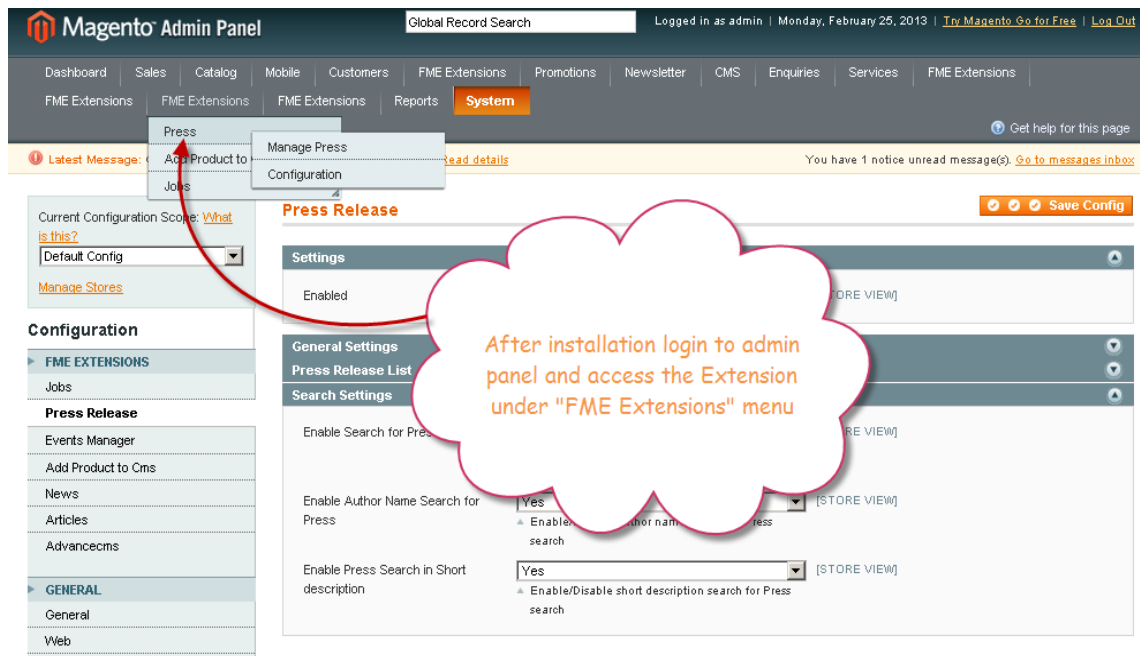 Magento Admin Panel
Global Record Search
Logged in as admin | Monday, February 25, 2013 | Try Magento Go for Free | Log Out
Dashboard Sales Catalog Mobile Customers FME Extensions Promotions Newsletter CMS Enquiries Services FME Extensions
FME Extensions FME Extensions FME Extensions Reports System
Get help for this page
Press
Add Product to
Jobs
Manage Press
Configuration
Latest Message: Read details
You have 1 notice unread message(s). Go to messages inbox
Current Configuration Scope: What
is this?
Default Config
Manage Stores
Configuration
FME EXTENSIONS
Jobs
Press Release
Events Manager
Add Product to Cms
News
Articles
Advancecms
GENERAL
General
Web
Press Release
Save Config
Settings
Enabled
STORE VIEW]
General Settings
Press Release List
Search Settings
Enable Search for
VIEW]
Enable Author Name Search for
Press
Yes
[STORE VIEW]
search
Enable Press Search in Short
description
Yes
[STORE VIEW]
Enable/Disable short description search for Press
search
After installation login to admin
panel and access the Extension
under "FME Extensions" menu